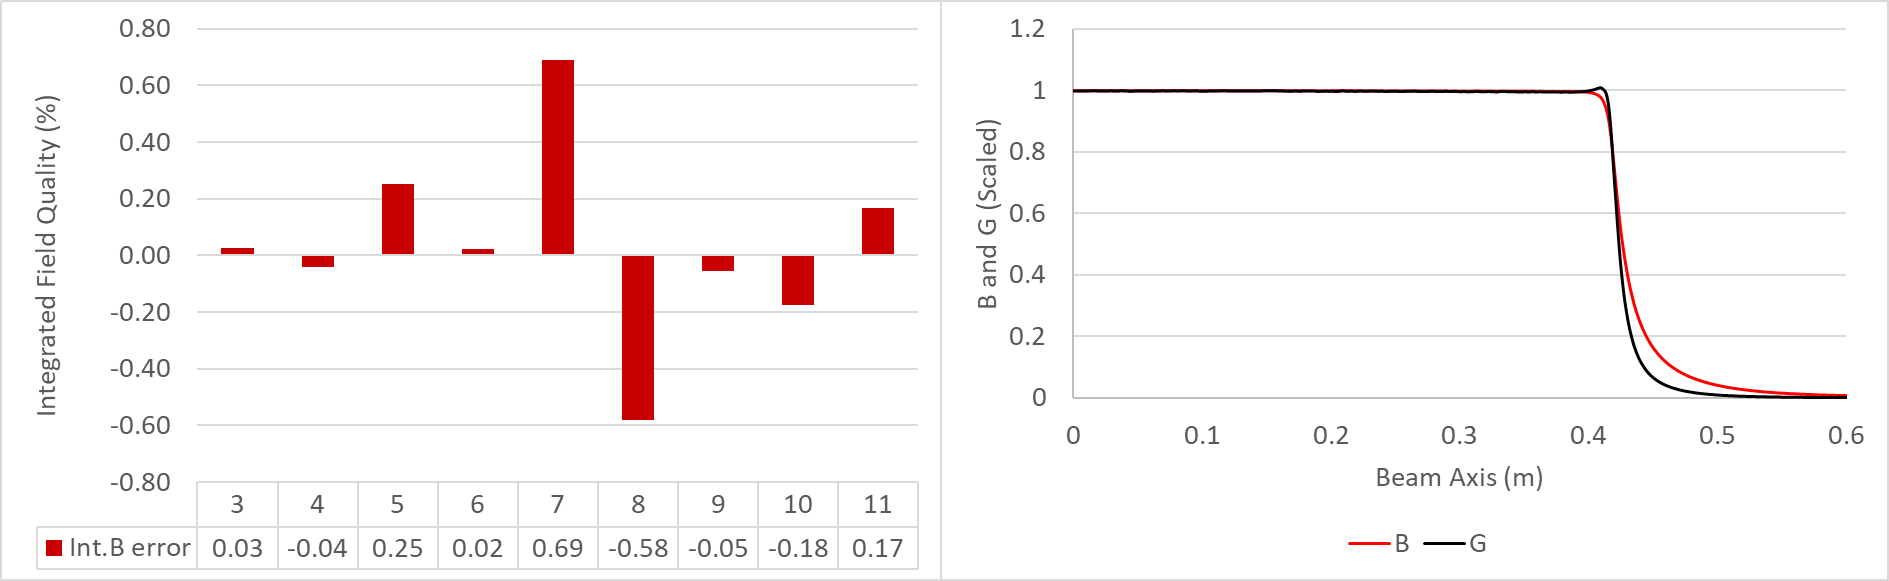 Integrated Field Quality (%)
0.80
0.60
0.40
0.20
0.00
-0.20
-0.40
-0.60
-0.80
3 4 5 6 7 8 9 10 11
Int.B error 0.03 -0.04 0.25 0.02 0.69 -0.58 -0.05 -0.18 0.17
B and G (Scaled)
1.2
1
0.8
0.6
0.4
0.2
0
0 0.1 0.2 0.3 0.4 0.5 0.6
Beam Axis (m)
B G